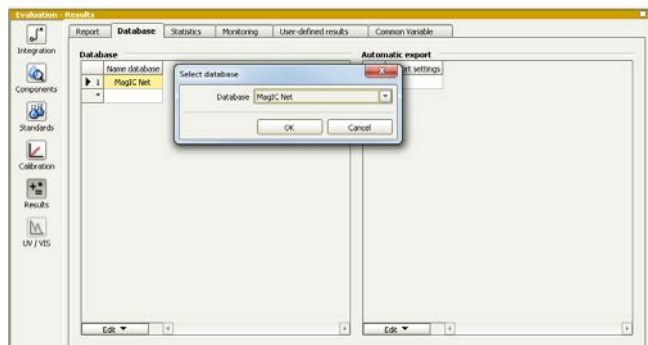 Evaluation - Results
Report Database Statistics Monitoring User-defined results Common Variable
Integration
Components
Standards
Calibration
Results
UV / VIS
Database
Name database
1 MagIC Net
*
Edit
Automatic export
settings
Edit
Select database
Database MagIC Net
OK Cancel